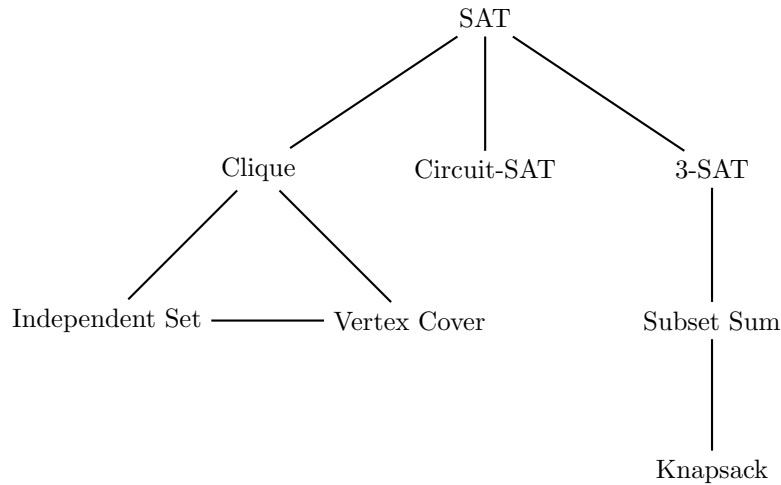 SAT
Clique
Circuit-SAT
3-SAT
Independent Set
Vertex Cover
Subset Sum
Knapsack